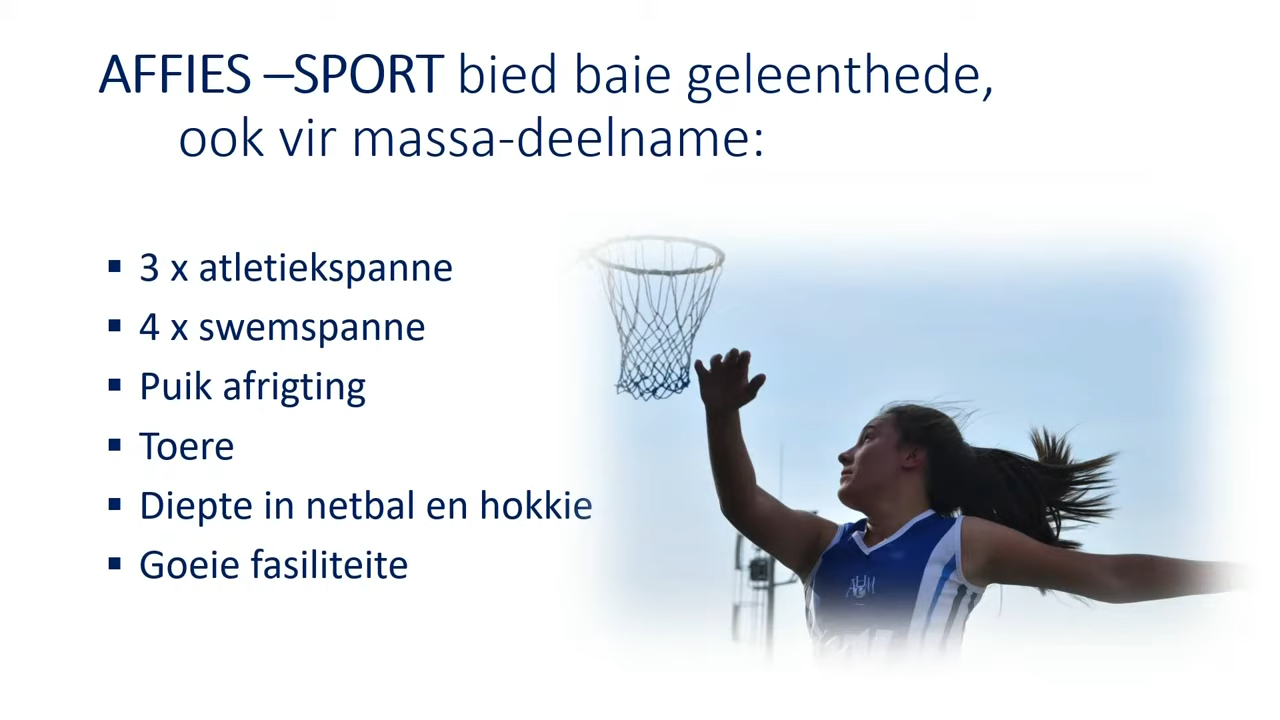 AFFIES –SPORT bied baie geleenthede,
ook vir massa-deelname:
3 x atletiekspanne
4 x swemspanne
Puik afrigting
Toere
Diepte in netbal en hokkie
Goeie fasiliteite